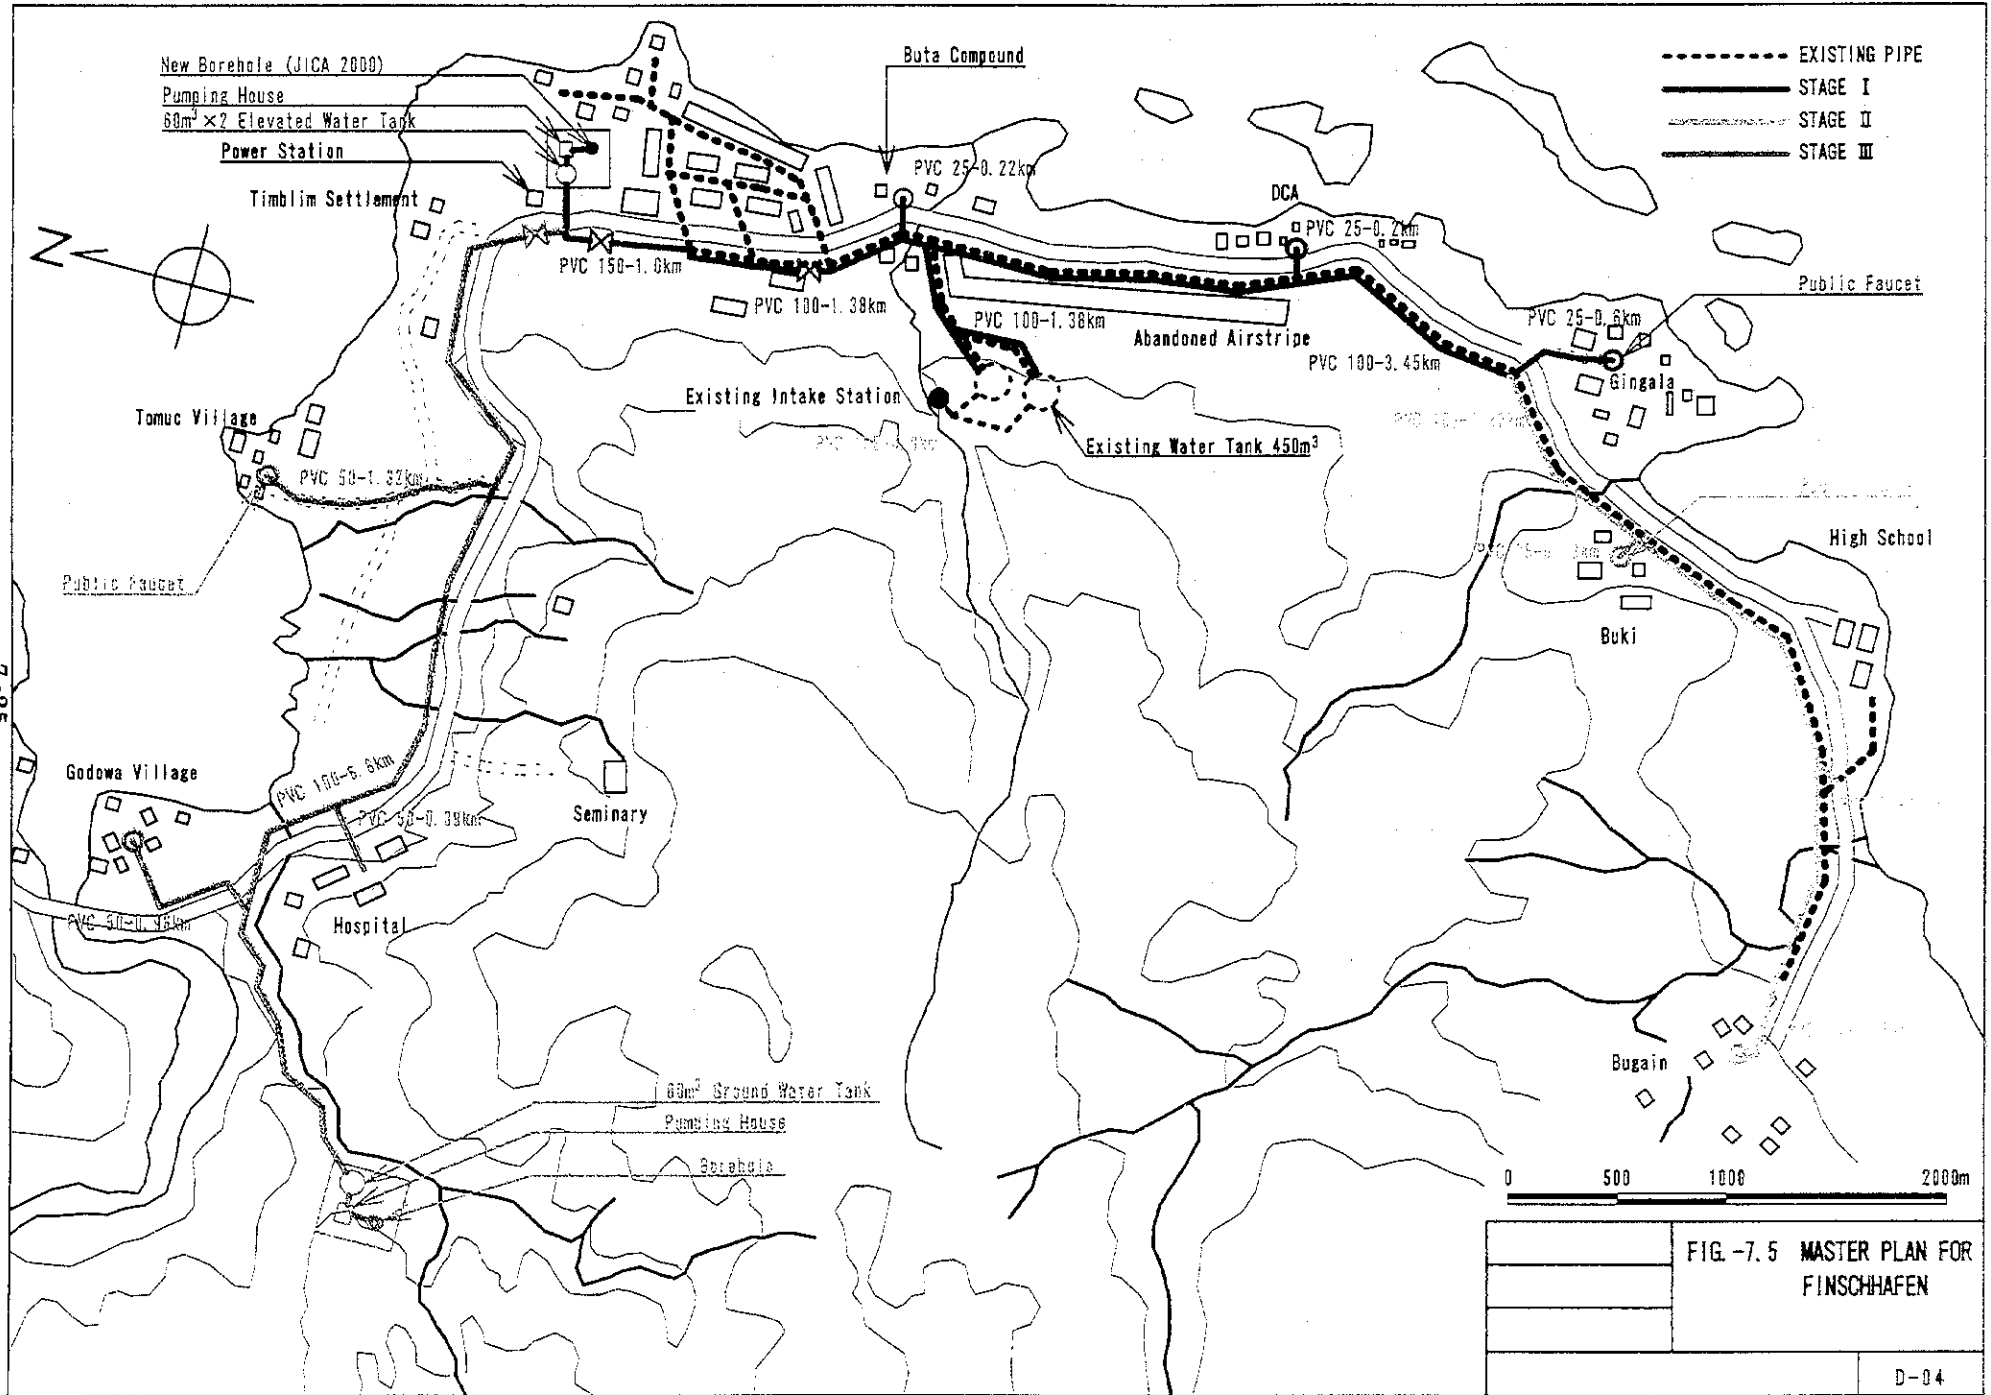 New Borehole (JICA 2000)
Pumping House
60m³×2 Elevated Water Tank
Power Station
Timblim Settlement
Buta Compound
EXISTING PIPE
STAGE I
STAGE II
STAGE III
PVC 25-0.22km
DCA
PVC 25-0.2km
N
PVC 150-1.0km
PVC 100-1.38km
PVC 100-1.38km
Abandoned Airstripe
PVC 100-3.45km
Public Faucet
PVC 25-0.6km
Gingala
Existing Intake Station
Existing Water Tank 450m³
Tomuc Village
PVC 50-1.82km
Public Faucet
High School
Buki
Godowa Village
PVC 100-6.6km
PVC 50-0.39km
Seminary
PVC 50-0.96km
Hospital
60m³ Ground Water Tank
Pumping House
Borehole
Bugain
0 500 1000 2000m
FIG.-7.5 MASTER PLAN FOR
FINSCHHAFEN
D-04